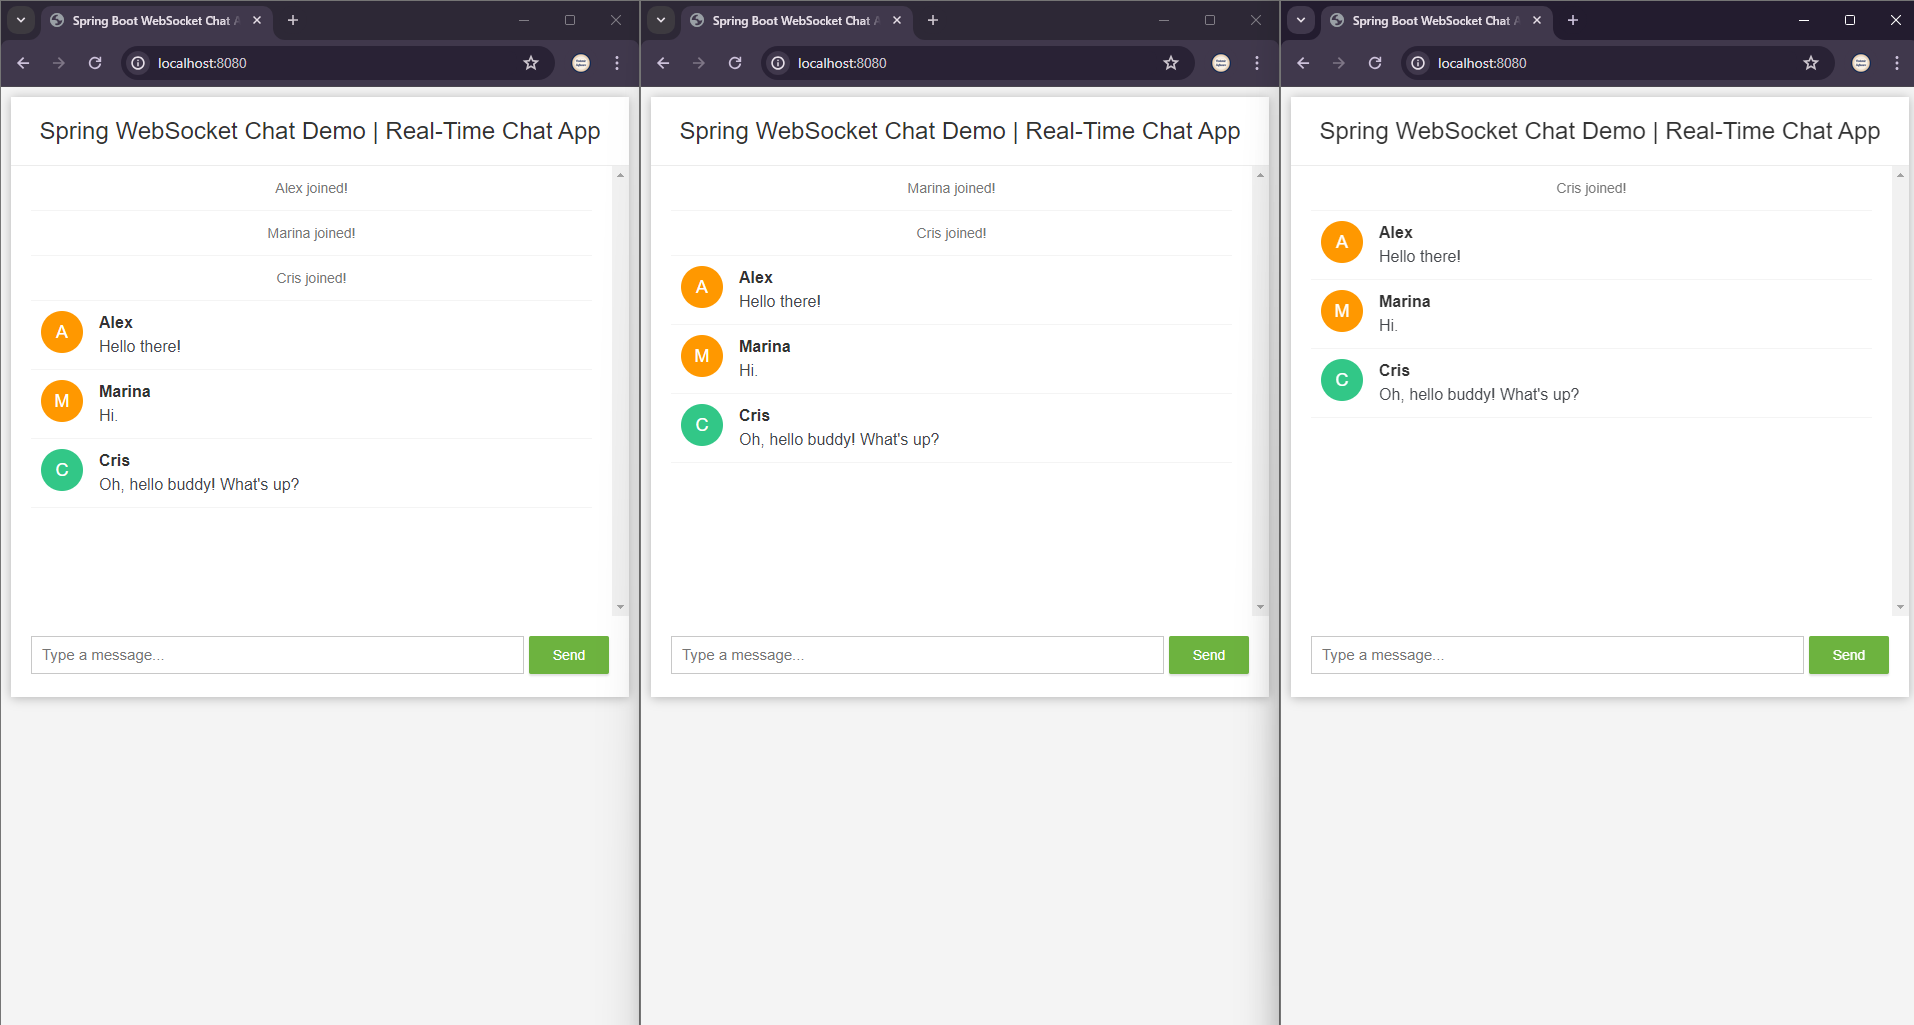 Spring Boot WebSocket Chat
localhost:8080
Spring WebSocket Chat Demo | Real-Time Chat App
Alex joined!
Marina joined!
Cris joined!
A
Alex
Hello there!
M
Marina
Hi.
C
Cris
Oh, hello buddy! What's up?
Type a message...
Send
Spring Boot WebSocket Chat
localhost:8080
Spring WebSocket Chat Demo | Real-Time Chat App
Marina joined!
Cris joined!
A
Alex
Hello there!
M
Marina
Hi.
C
Cris
Oh, hello buddy! What's up?
Type a message...
Send
Spring Boot WebSocket Chat
localhost:8080
Spring WebSocket Chat Demo | Real-Time Chat App
Cris joined!
A
Alex
Hello there!
M
Marina
Hi.
C
Cris
Oh, hello buddy! What's up?
Type a message...
Send